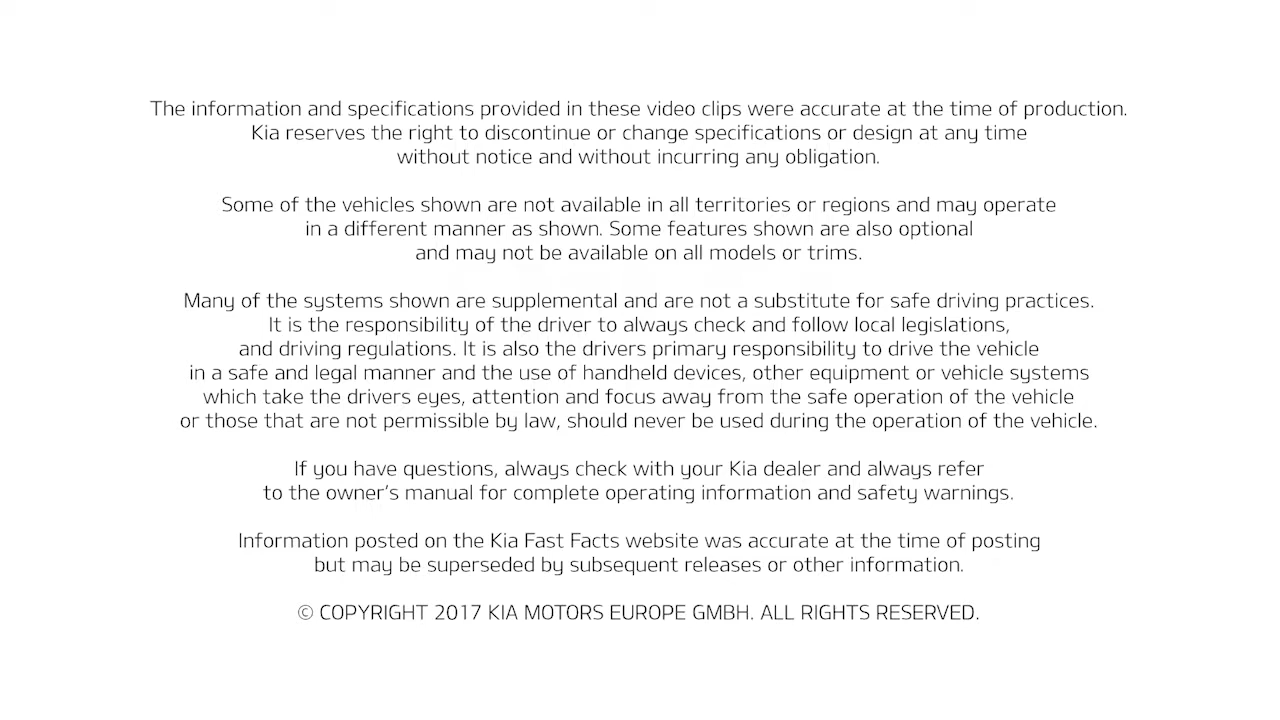 The information and specifications provided in these video clips were accurate at the time of production.
Kia reserves the right to discontinue or change specifications or design at any time
without notice and without incurring any obligation.
Some of the vehicles shown are not available in all territories or regions and may operate
in a different manner as shown. Some features shown are also optional
and may not be available on all models or trims.
Many of the systems shown are supplemental and are not a substitute for safe driving practices.
It is the responsibility of the driver to always check and follow local legislations,
and driving regulations. It is also the drivers primary responsibility to drive the vehicle
in a safe and legal manner and the use of handheld devices, other equipment or vehicle systems
which take the drivers eyes, attention and focus away from the safe operation of the vehicle
or those that are not permissible by law, should never be used during the operation of the vehicle.
If you have questions, always check with your Kia dealer and always refer
to the owner’s manual for complete operating information and safety warnings.
Information posted on the Kia Fast Facts website was accurate at the time of posting
but may be superseded by subsequent releases or other information.
© COPYRIGHT 2017 KIA MOTORS EUROPE GMBH. ALL RIGHTS RESERVED.